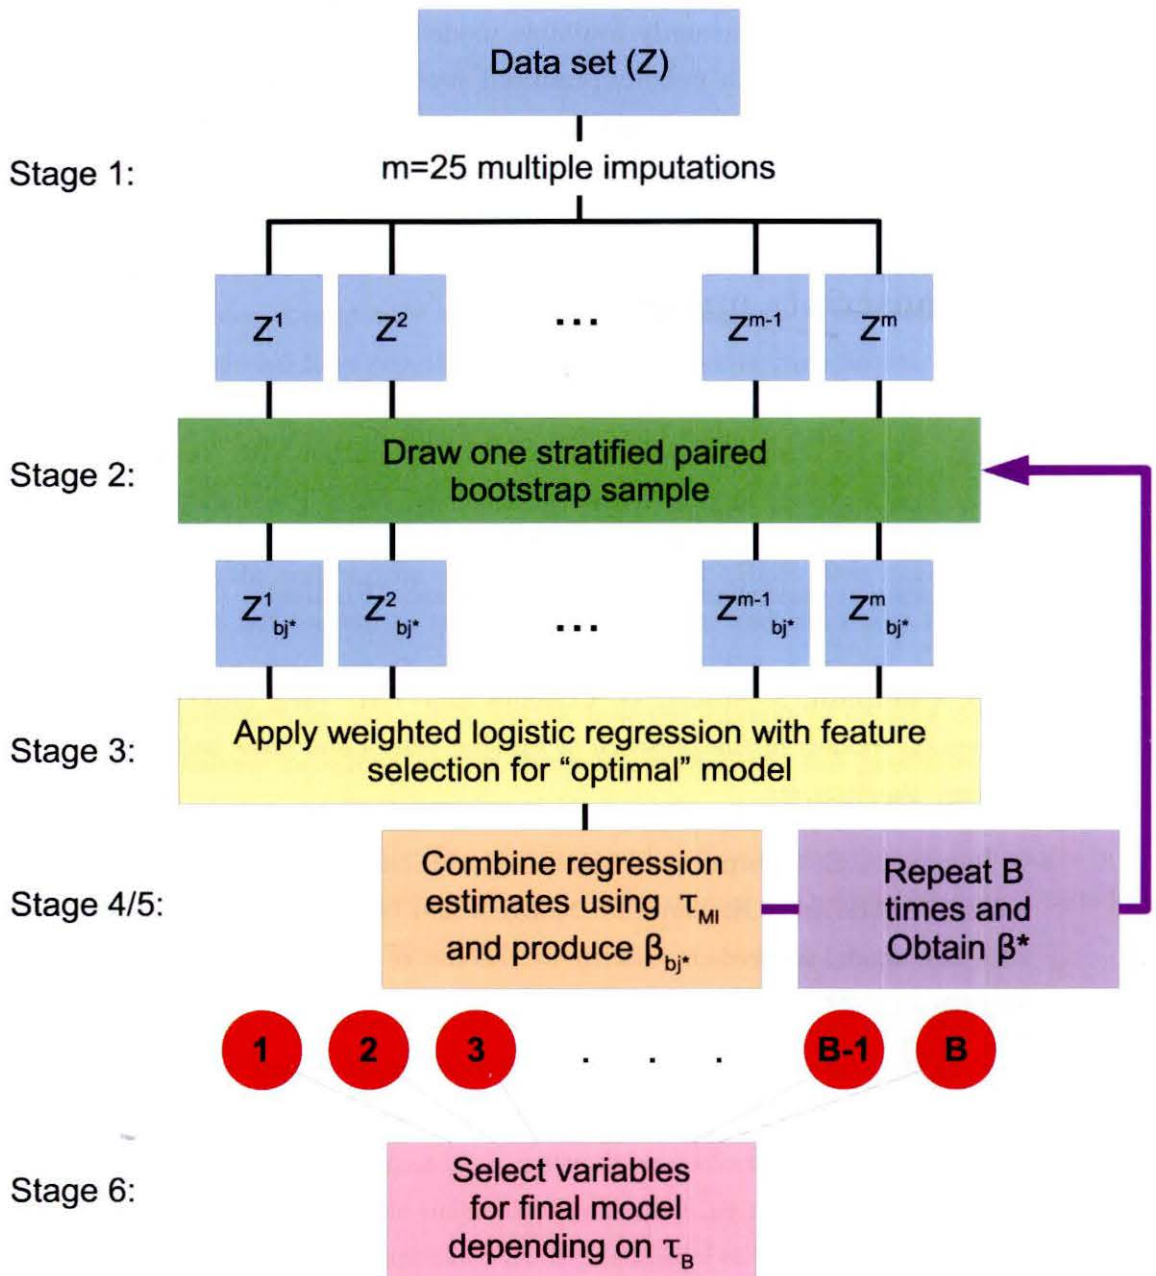 Data set (Z)
Stage 1:
m=25 multiple imputations
Z¹ Z² ... Zᵐ⁻¹ Zᵐ
Stage 2:
Draw one stratified paired
bootstrap sample
Z¹bj* Z²bj* ... Zᵐ⁻¹bj* Zᵐbj*
Stage 3:
Apply weighted logistic regression with feature
selection for “optimal” model
Stage 4/5:
Combine regression
estimates using τMI
and produce βbj*
Repeat B
times and
Obtain β*
1 2 3 . . . B-1 B
Stage 6:
Select variables
for final model
depending on τB